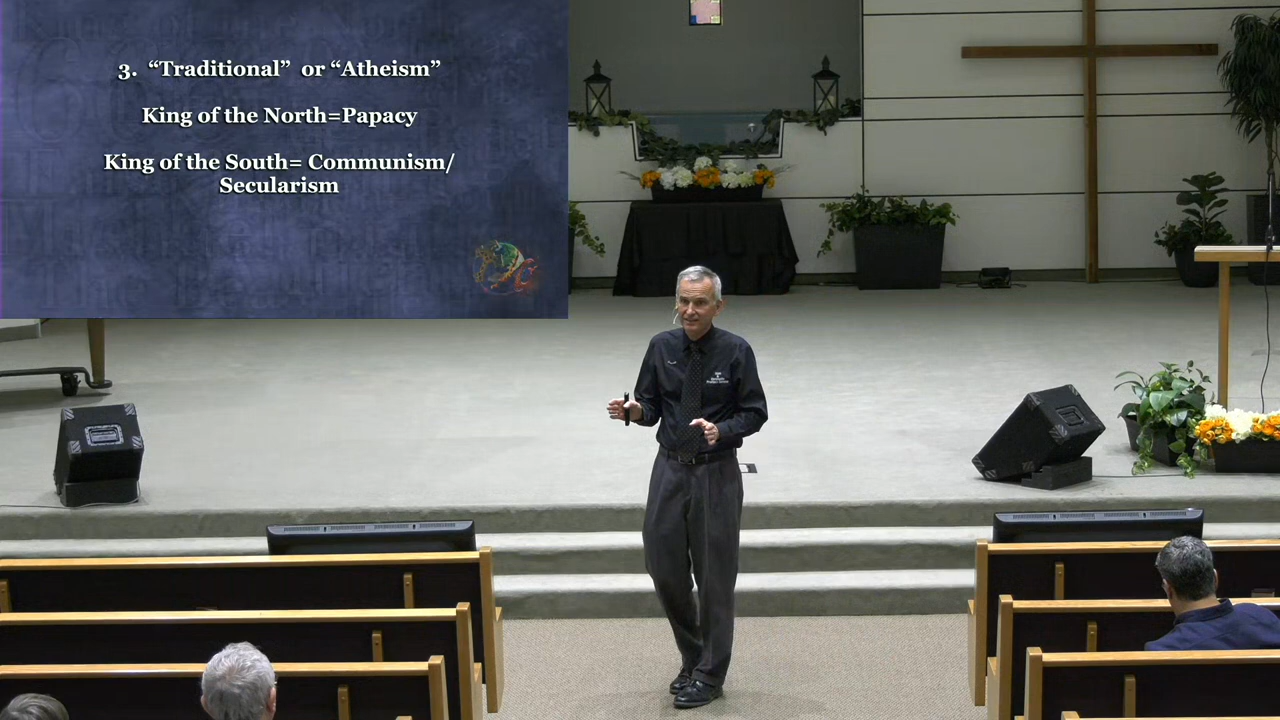 3. “Traditional” or “Atheism”
King of the North=Papacy
King of the South= Communism/
Secularism